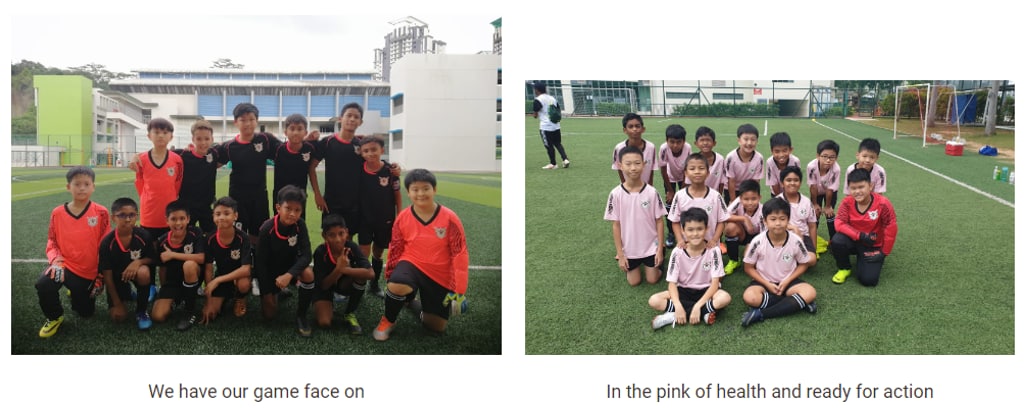 We have our game face on
In the pink of health and ready for action